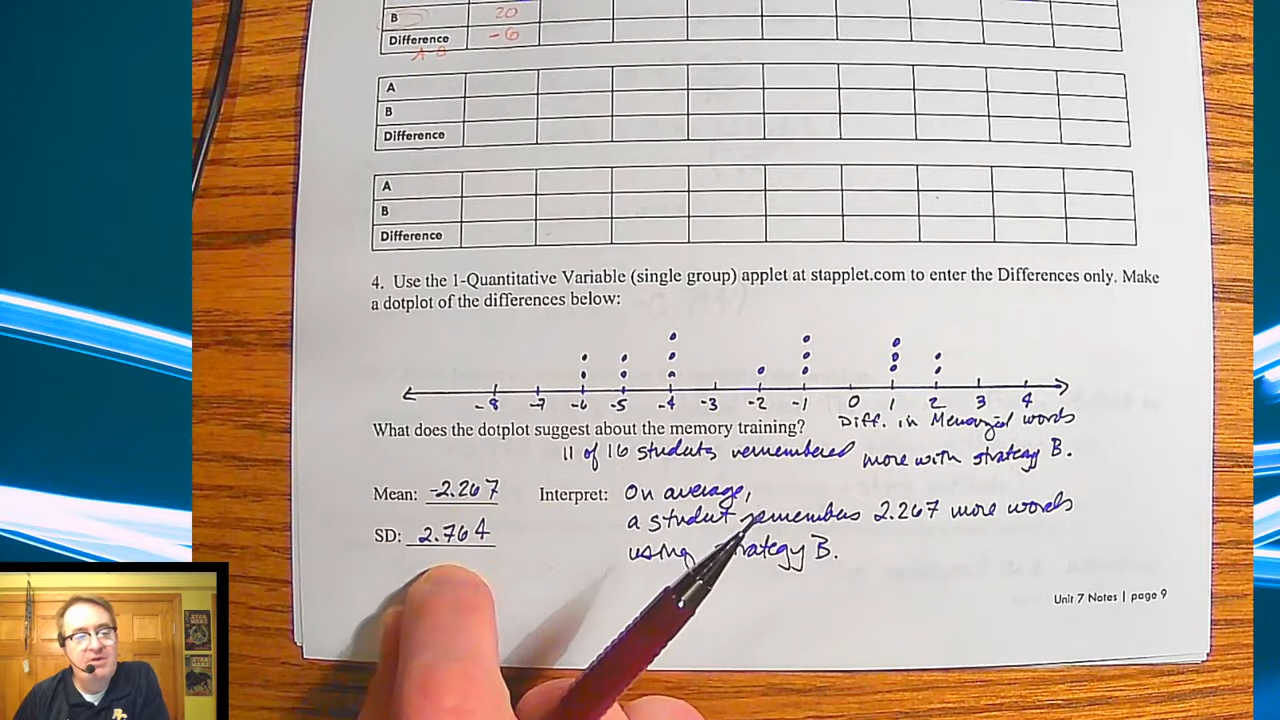 B 20
Difference -6
A-B
A
B
Difference
A
B
Difference
4. Use the 1-Quantitative Variable (single group) applet at stapplet.com to enter the Differences only. Make
a dotplot of the differences below:
-8 -7 -6 -5 -4 -3 -2 -1 0 1 2 3 4
Diff. in Memorized words
What does the dotplot suggest about the memory training?
11 of 16 students remembered more with strategy B.
Mean: -2.267 Interpret: On average,
a student remembers 2.267 more words
SD: 2.764
using strategy B.
Unit 7 Notes | page 9
STAR WARS
STAR WARS